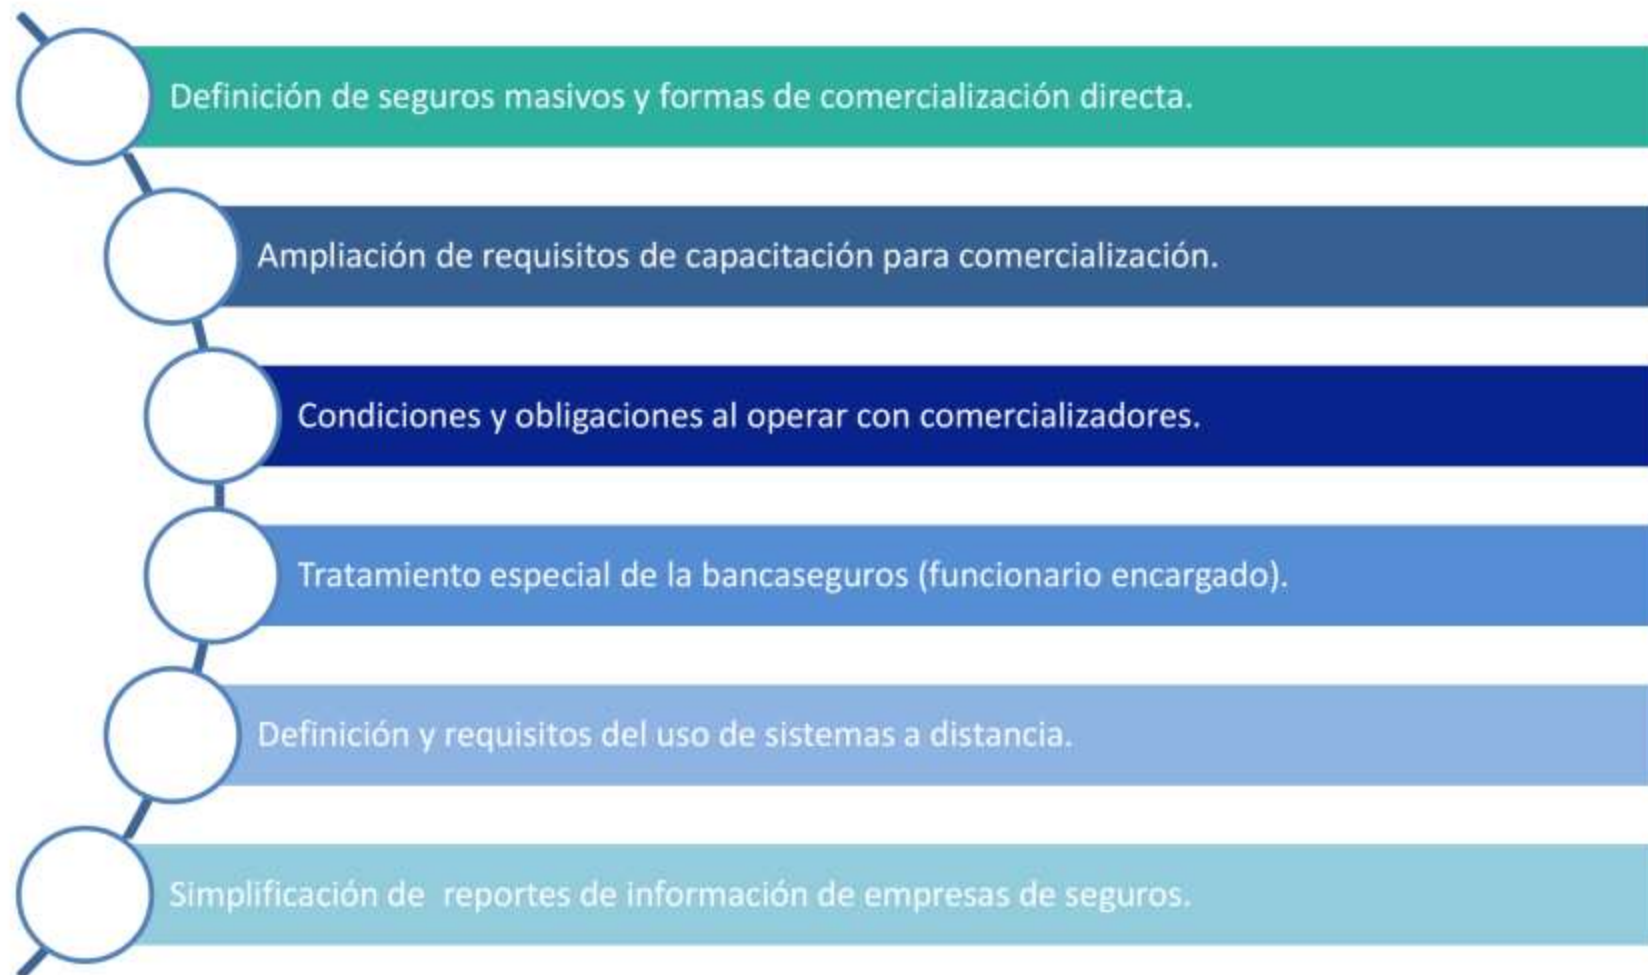 Definición de seguros masivos y formas de comercialización directa.
Ampliación de requisitos de capacitación para comercialización.
Condiciones y obligaciones al operar con comercializadores.
Tratamiento especial de la bancaseguros (funcionario encargado).
Definición y requisitos del uso de sistemas a distancia.
Simplificación de  reportes de información de empresas de seguros.